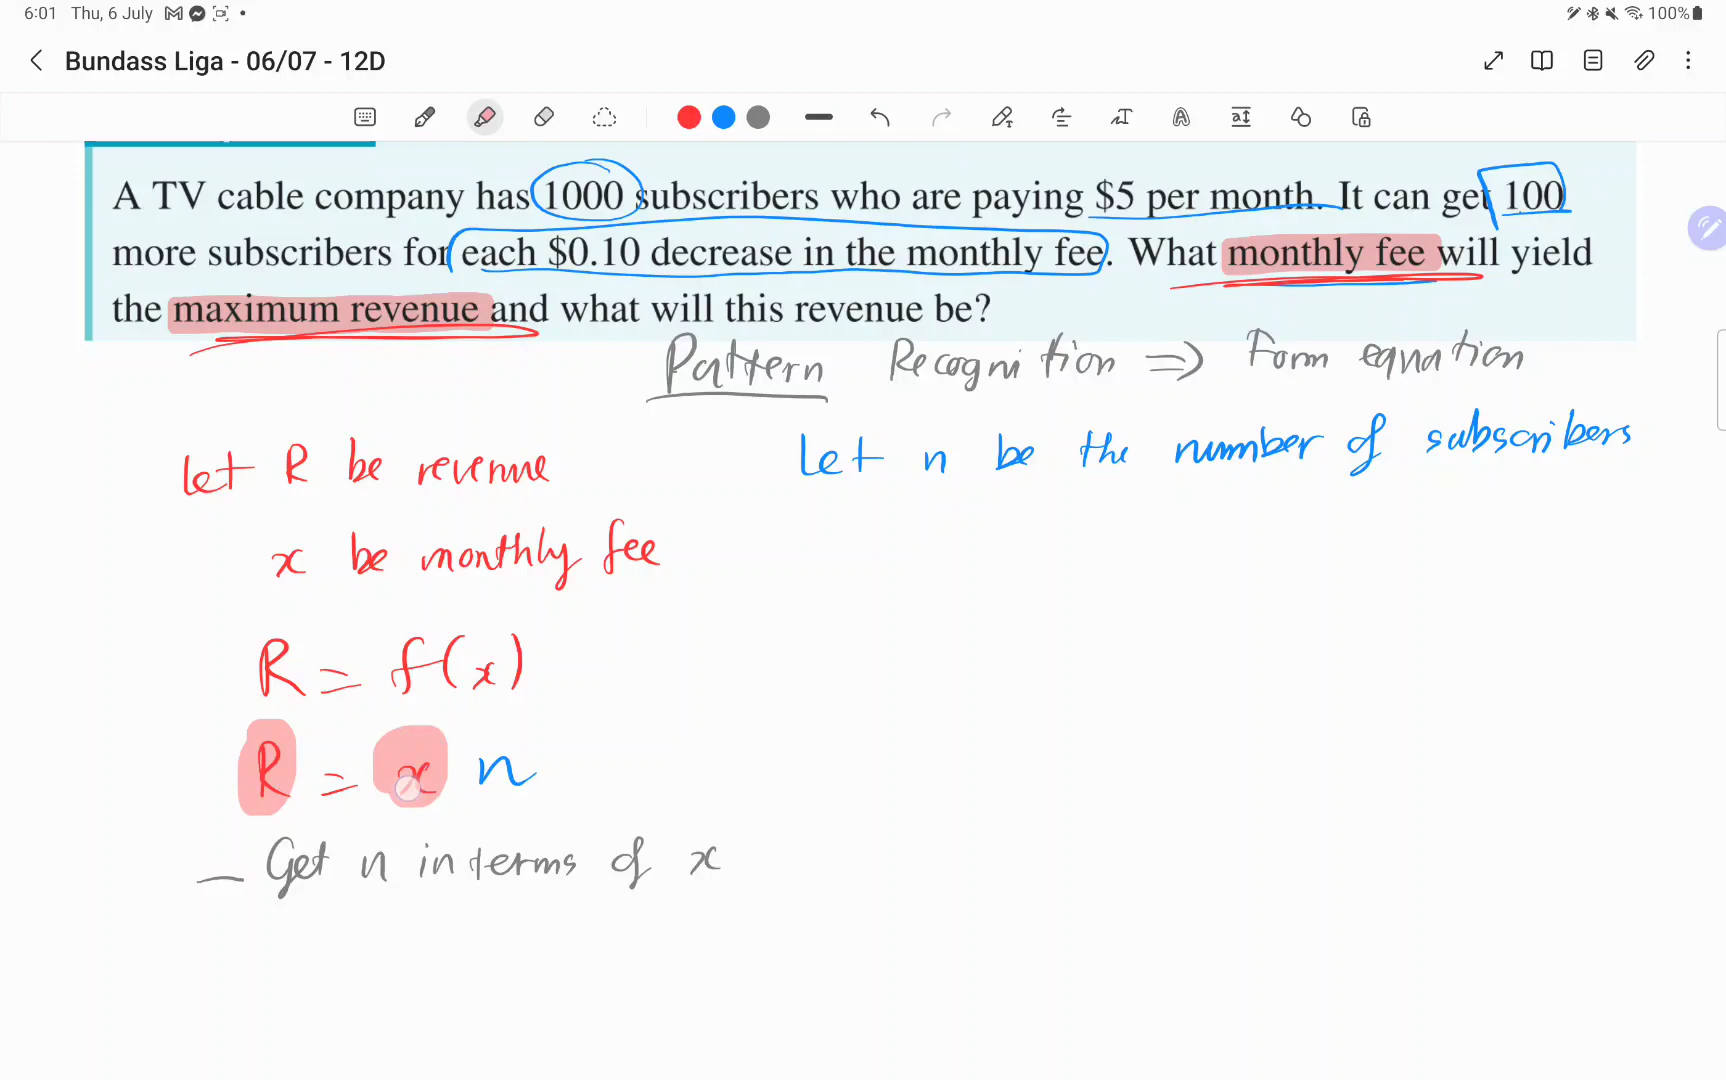 6:01 Thu, 6 July 100%
Bundass Liga - 06/07 - 12D
A TV cable company has 1000 subscribers who are paying $5 per month. It can get 100
more subscribers for each $0.10 decrease in the monthly fee. What monthly fee will yield
the maximum revenue and what will this revenue be?
Pattern Recognition => Form equation
let R be revenue
Let n be the number of subscribers
x be monthly fee
R = f(x)
R = x n
— Get n in terms of x